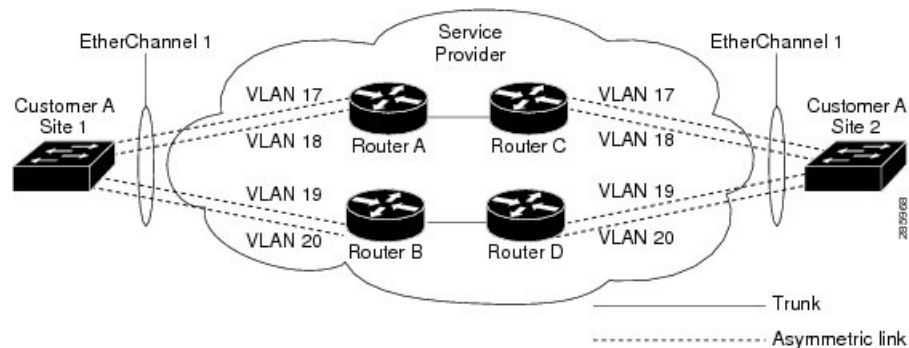 EtherChannel 1
Service
Provider
EtherChannel 1
Customer A
Site 1
VLAN 17
VLAN 18
Router A
Router C
VLAN 17
VLAN 18
Customer A
Site 2
VLAN 19
VLAN 20
Router B
Router D
VLAN 19
VLAN 20
285968
Trunk
Asymmetric link